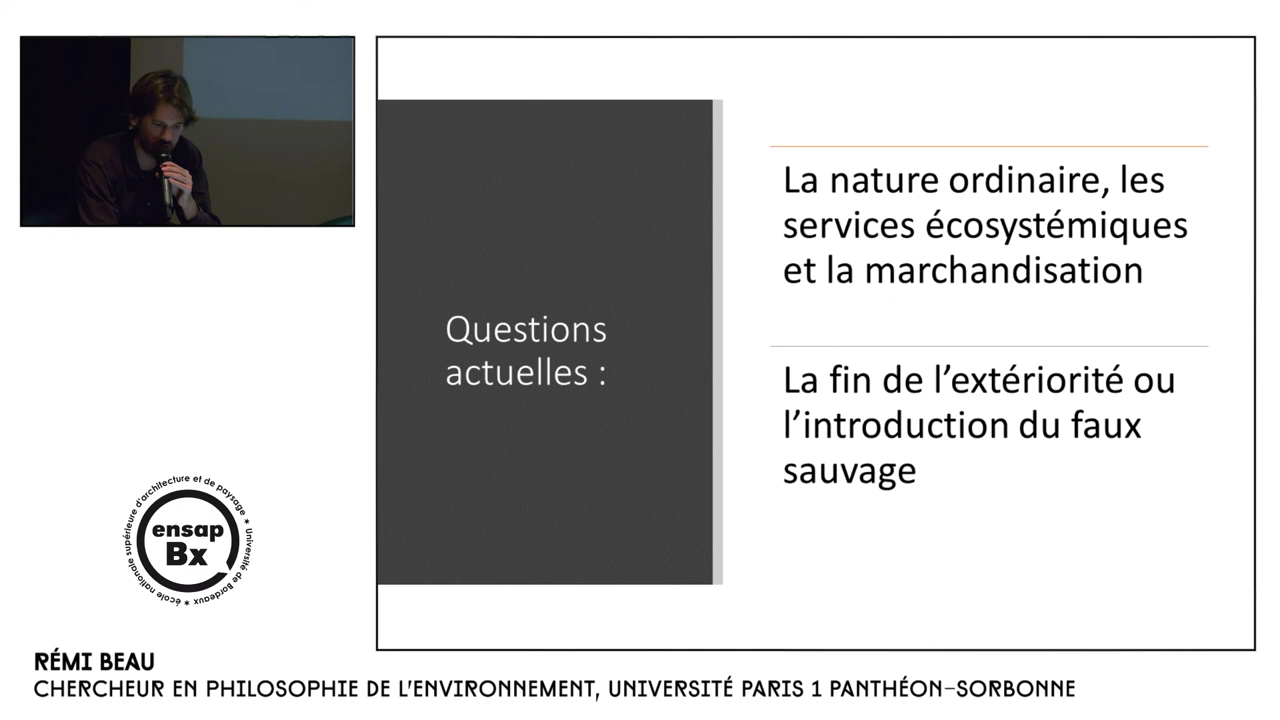 Questions
actuelles :
La nature ordinaire, les
services écosystémiques
et la marchandisation
La fin de l’extériorité ou
l’introduction du faux
sauvage
ensap
Bx
école nationale supérieure d'architecture et de paysage * Université de Bordeaux *
RÉMI BEAU
CHERCHEUR EN PHILOSOPHIE DE L'ENVIRONNEMENT, UNIVERSITÉ PARIS 1 PANTHÉON-SORBONNE